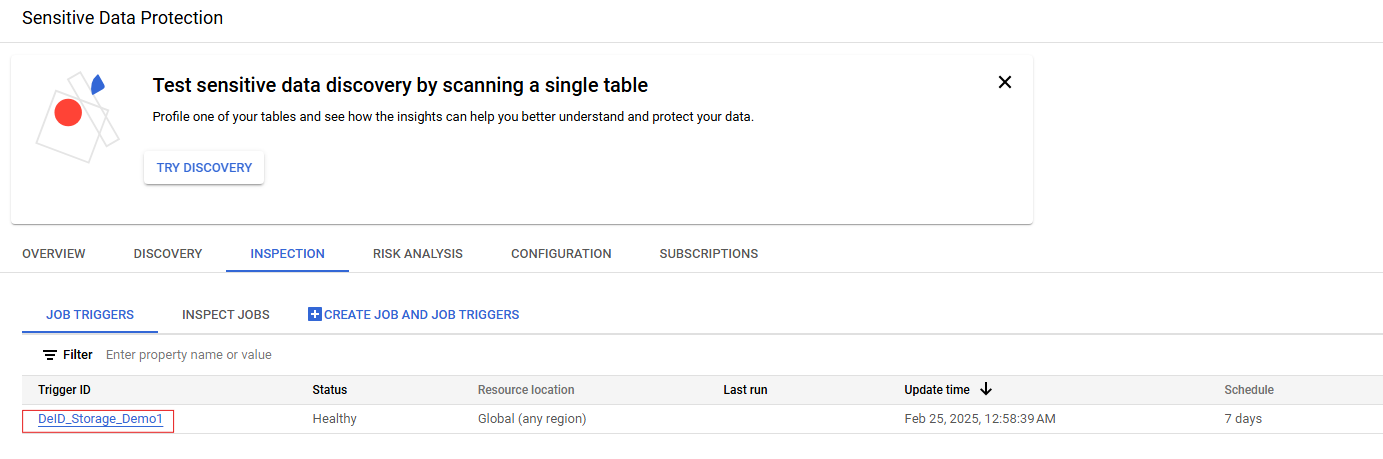 Sensitive Data Protection
Test sensitive data discovery by scanning a single table
Profile one of your tables and see how the insights can help you better understand and protect your data.
TRY DISCOVERY
OVERVIEW DISCOVERY INSPECTION RISK ANALYSIS CONFIGURATION SUBSCRIPTIONS
JOB TRIGGERS INSPECT JOBS CREATE JOB AND JOB TRIGGERS
Filter Enter property name or value
Trigger ID Status Resource location Last run Update time Schedule
DeID_Storage_Demo1 Healthy Global (any region) Feb 25, 2025, 12:58:39 AM 7 days